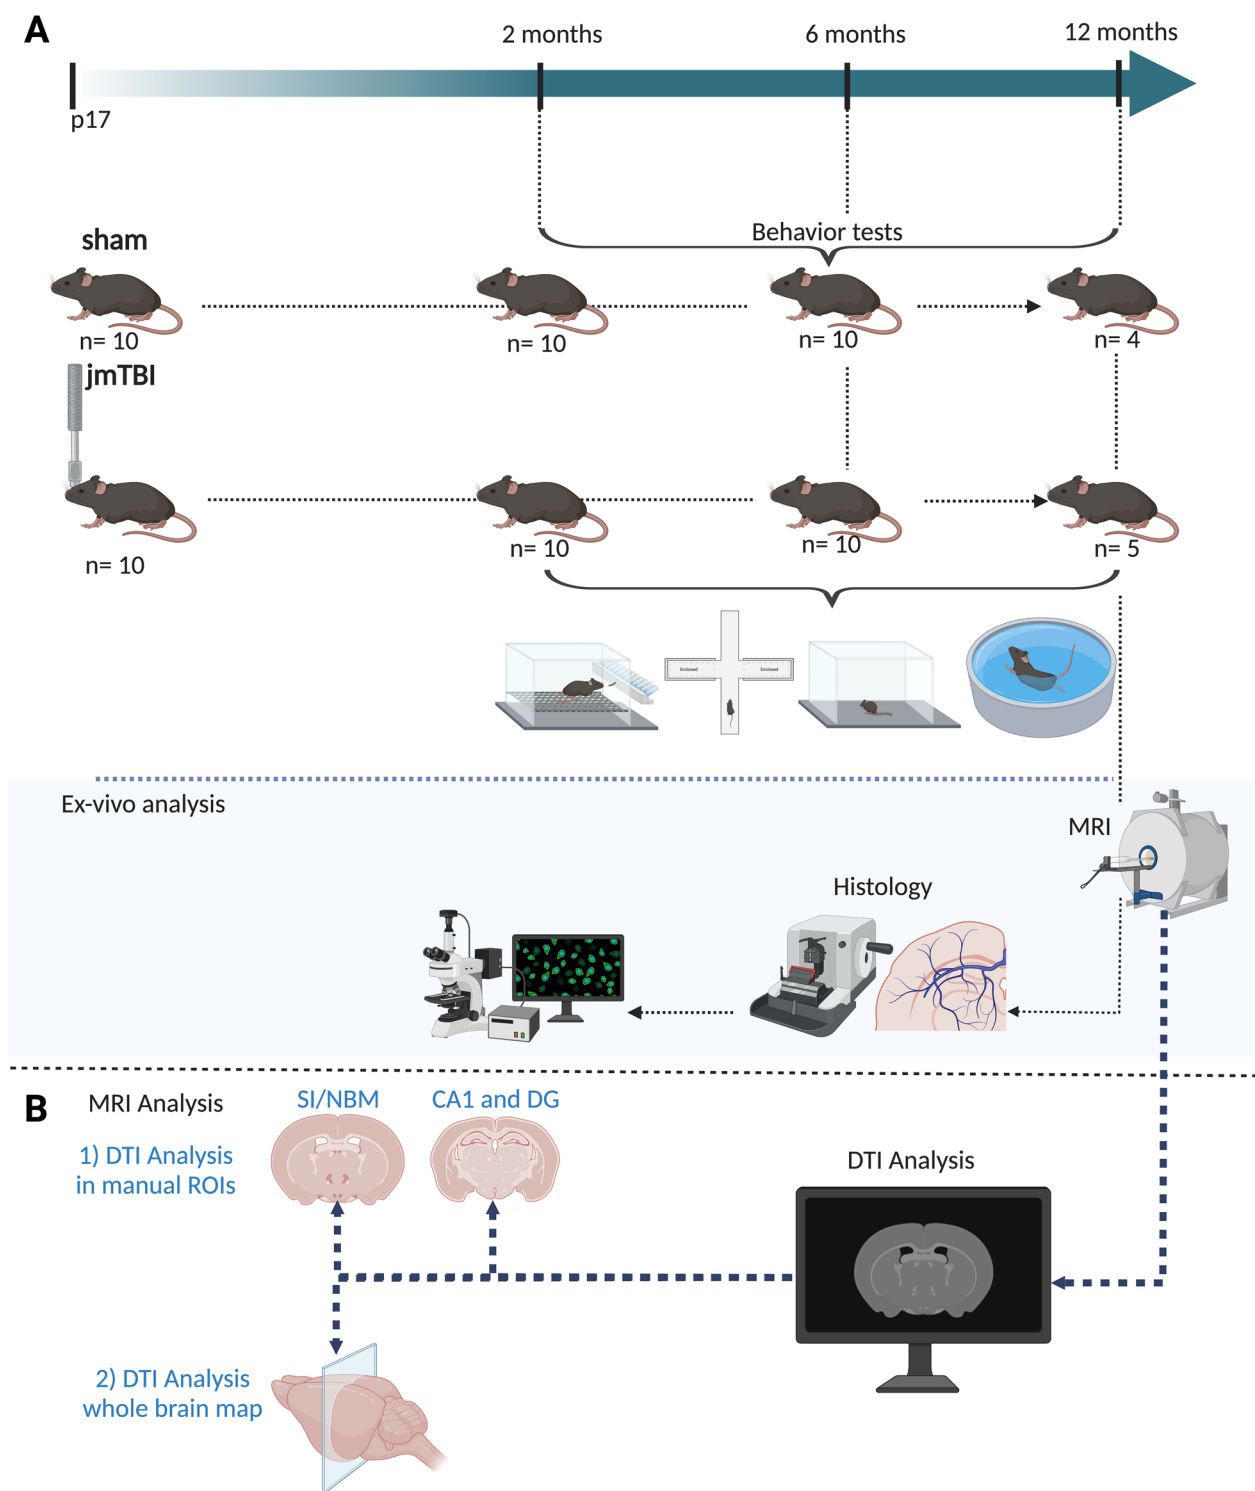 A
2 months
6 months
12 months
p17
Behavior tests
sham
n= 10
n= 10
n= 10
n= 4
jmTBI
n= 10
n= 10
n= 10
n= 5
Enclosed
Enclosed
Ex-vivo analysis
MRI
Histology
B
MRI Analysis
SI/NBM
CA1 and DG
1) DTI Analysis
in manual ROIs
DTI Analysis
2) DTI Analysis
whole brain map